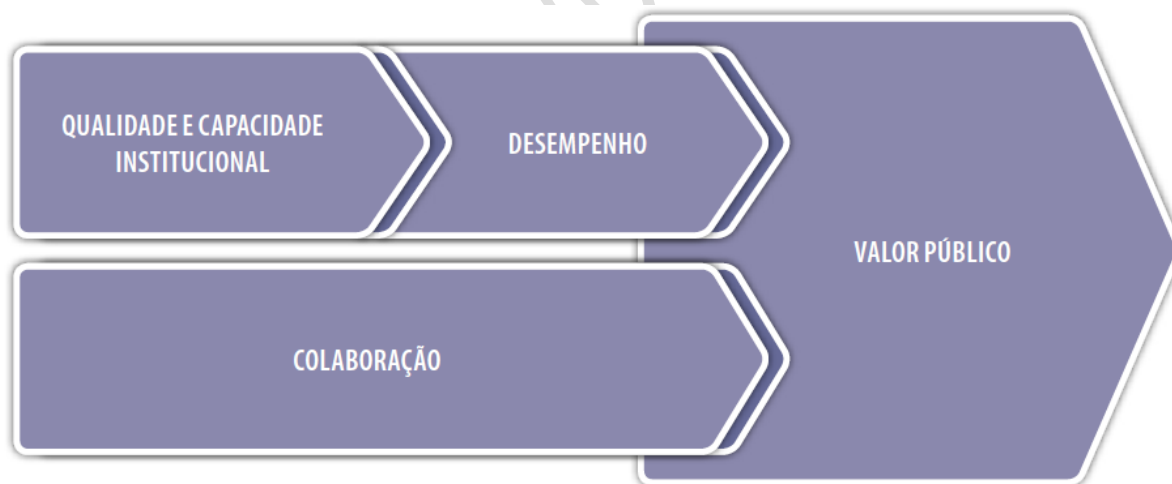 QUALIDADE E CAPACIDADE
INSTITUCIONAL
DESEMPENHO
COLABORAÇÃO
VALOR PÚBLICO